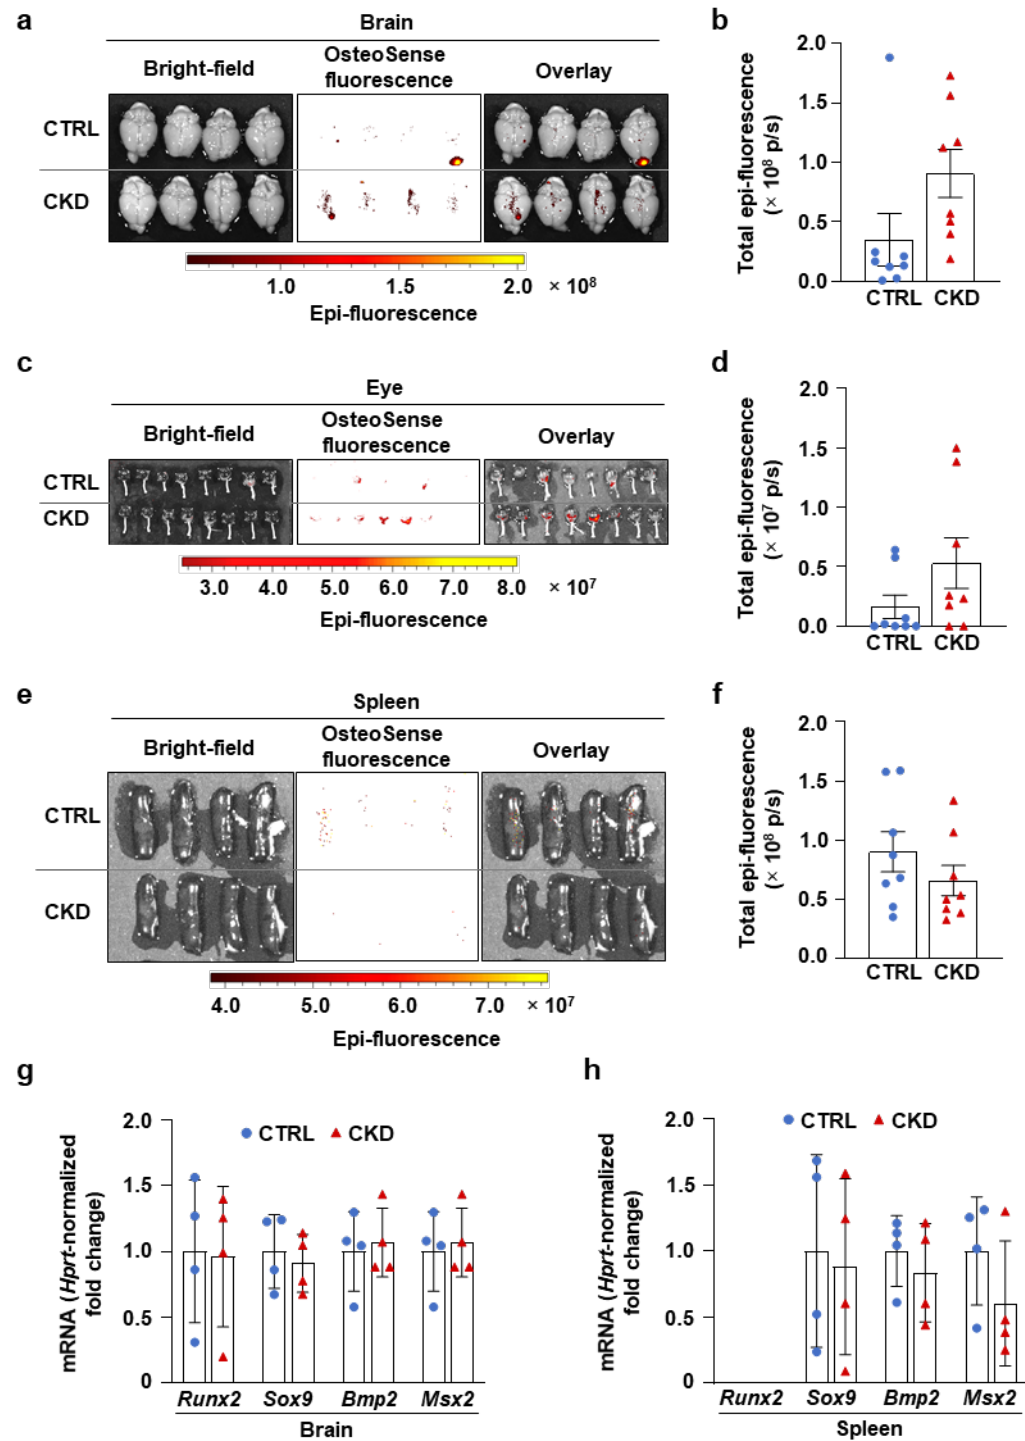 a
Brain
Bright-field
OsteoSense
fluorescence
Overlay
CTRL
CKD
1.0 1.5 2.0 × 10⁸
Epi-fluorescence
b
Total epi-fluorescence
(× 10⁸ p/s)
2.0
1.5
1.0
0.5
0.0
CTRL CKD
c
Eye
Bright-field
OsteoSense
fluorescence
Overlay
CTRL
CKD
3.0 4.0 5.0 6.0 7.0 8.0 × 10⁷
Epi-fluorescence
d
Total epi-fluorescence
(× 10⁷ p/s)
2.0
1.5
1.0
0.5
0.0
CTRL CKD
e
Spleen
Bright-field
OsteoSense
fluorescence
Overlay
CTRL
CKD
4.0 5.0 6.0 7.0 × 10⁷
Epi-fluorescence
f
Total epi-fluorescence
(× 10⁸ p/s)
2.0
1.5
1.0
0.5
0.0
CTRL CKD
g
mRNA (Hprt-normalized
fold change)
CTRL CKD
2.0
1.5
1.0
0.5
0
Runx2 Sox9 Bmp2 Msx2
Brain
h
mRNA (Hprt-normalized
fold change)
CTRL CKD
2.0
1.5
1.0
0.5
0
Runx2 Sox9 Bmp2 Msx2
Spleen